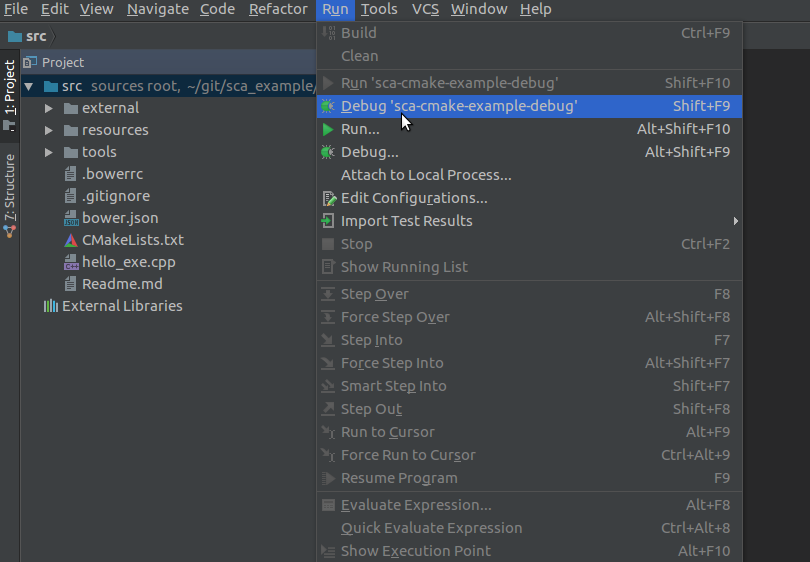 File Edit View Navigate Code Refactor Run Tools VCS Window Help
src
1: Project
7: Structure
Project
src sources root, ~/git/sca_example/
external
resources
tools
.bowerrc
.gitignore
bower.json
CMakeLists.txt
hello_exe.cpp
Readme.md
External Libraries
Build Ctrl+F9
Clean
Run 'sca-cmake-example-debug' Shift+F10
Debug 'sca-cmake-example-debug' Shift+F9
Run... Alt+Shift+F10
Debug... Alt+Shift+F9
Attach to Local Process...
Edit Configurations...
Import Test Results
Stop Ctrl+F2
Show Running List
Step Over F8
Force Step Over Alt+Shift+F8
Step Into F7
Force Step Into Alt+Shift+F7
Smart Step Into Shift+F7
Step Out Shift+F8
Run to Cursor Alt+F9
Force Run to Cursor Ctrl+Alt+9
Resume Program F9
Evaluate Expression... Alt+F8
Quick Evaluate Expression Ctrl+Alt+8
Show Execution Point Alt+F10